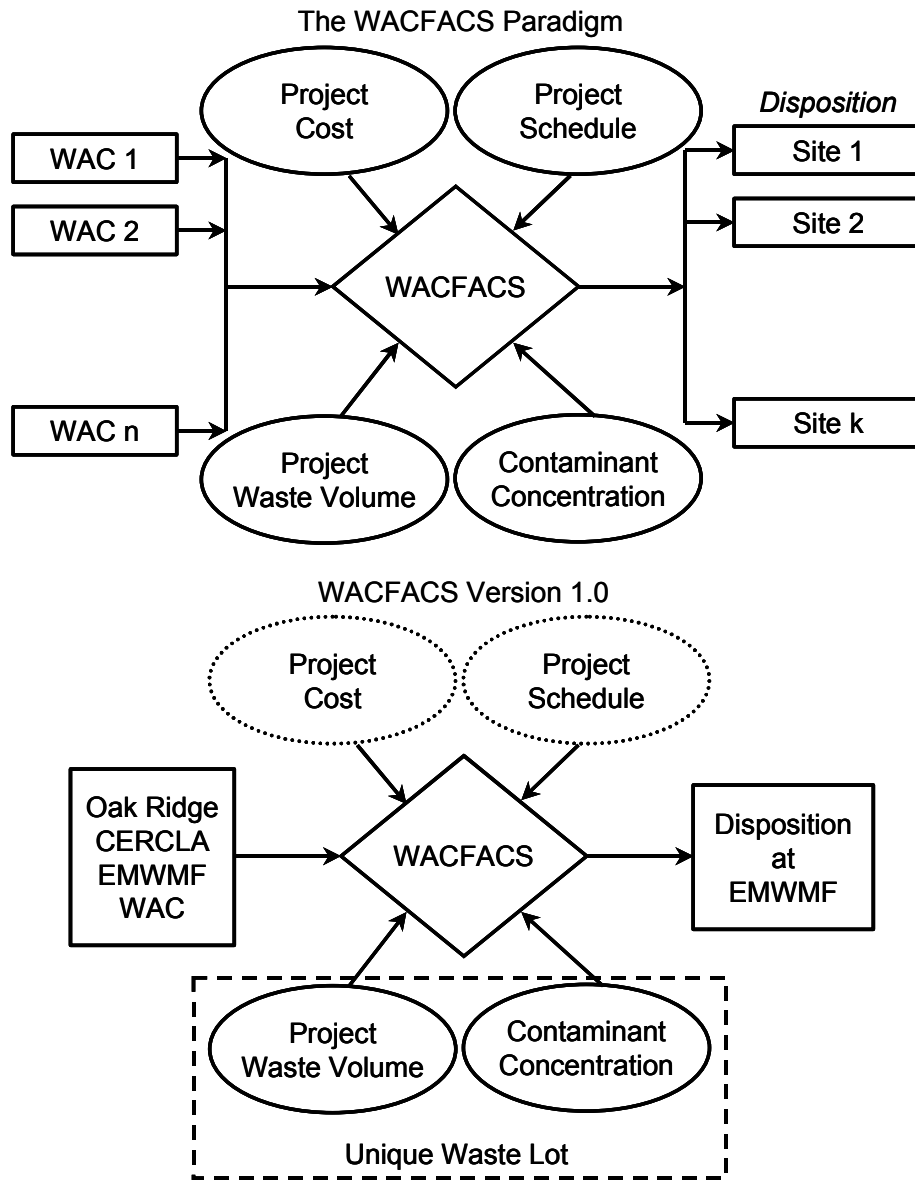 The WACFACS Paradigm
Project
Cost
Project
Schedule
Disposition
WAC 1
WAC 2
WAC n
WACFACS
Site 1
Site 2
Site k
Project
Waste Volume
Contaminant
Concentration
WACFACS Version 1.0
Project
Cost
Project
Schedule
Oak Ridge
CERCLA
EMWMF
WAC
WACFACS
Disposition
at
EMWMF
Project
Waste Volume
Contaminant
Concentration
Unique Waste Lot